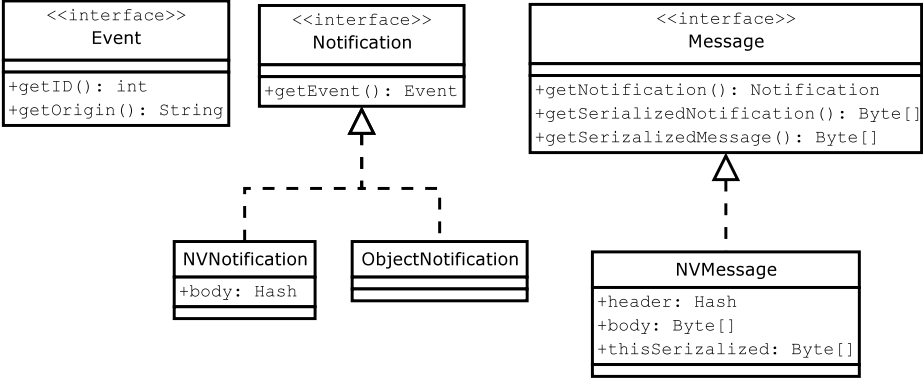 <<interface>>
Event
+getID(): int
+getOrigin(): String
<<interface>>
Notification
+getEvent(): Event
<<interface>>
Message
+getNotification(): Notification
+getSerializedNotification(): Byte[]
+getSerizalizedMessage(): Byte[]
NVNotification
+body: Hash
ObjectNotification
NVMessage
+header: Hash
+body: Byte[]
+thisSerizalized: Byte[]